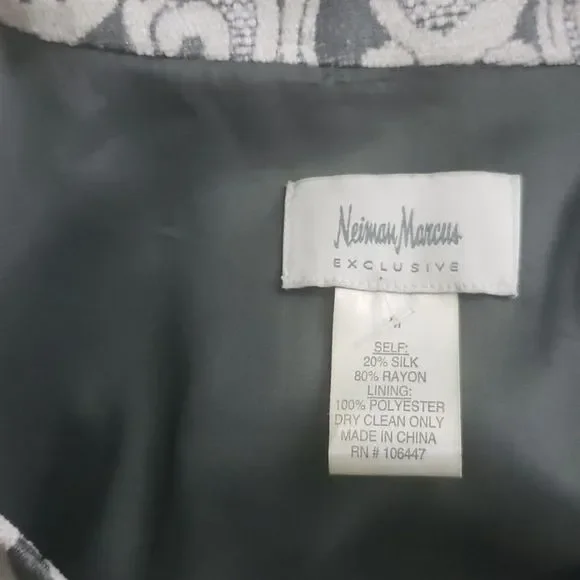 Neiman Marcus
EXCLUSIVE
SELF:
20% SILK
80% RAYON
LINING:
100% POLYESTER
DRY CLEAN ONLY
MADE IN CHINA
RN # 106447